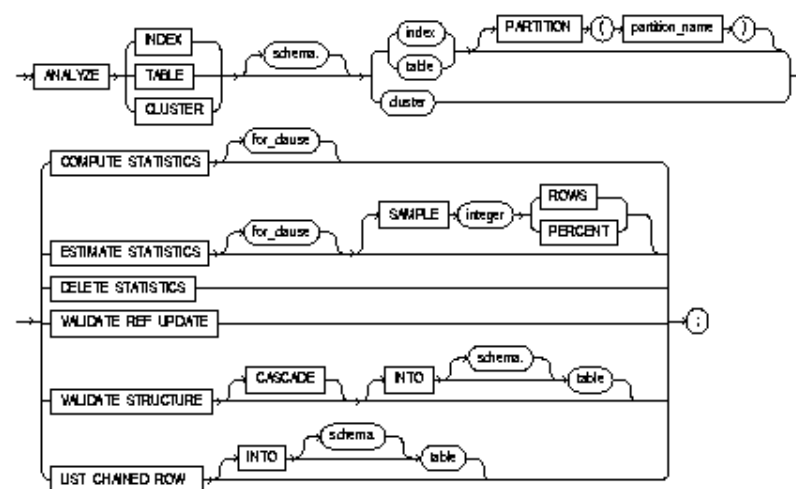 INDEX
schema.
index
PARTITION ( partition_name )
ANALYZE
TABLE
table
CLUSTER
cluster
for_clause
COMPUTE STATISTICS
ROWS
SAMPLE integer
for_clause
PERCENT
ESTIMATE STATISTICS
DELETE STATISTICS
VALIDATE REF UPDATE
;
schema.
CASCADE
INTO
table
VALIDATE STRUCTURE
schema.
INTO
table
LIST CHAINED ROW